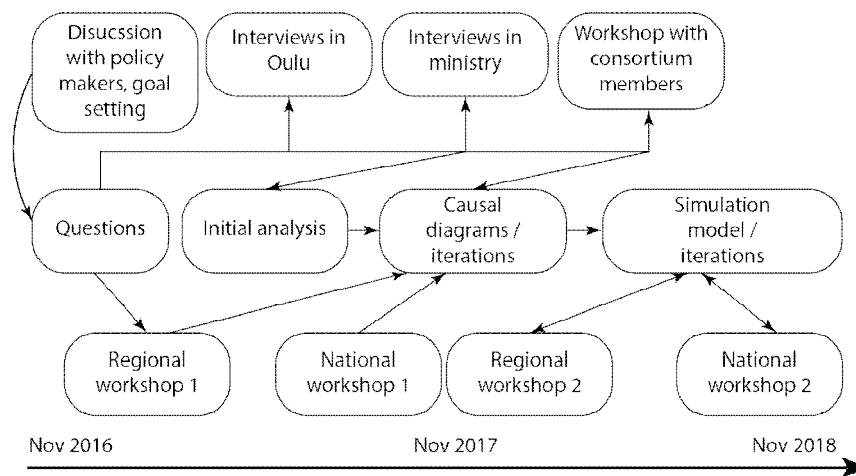 Disucssion
with policy
makers, goal
setting
Interviews in
Oulu
Interviews in
ministry
Workshop with
consortium
members
Questions
Initial analysis
Causal
diagrams /
iterations
Simulation
model /
iterations
Regional
workshop 1
National
workshop 1
Regional
workshop 2
National
workshop 2
Nov 2016
Nov 2017
Nov 2018